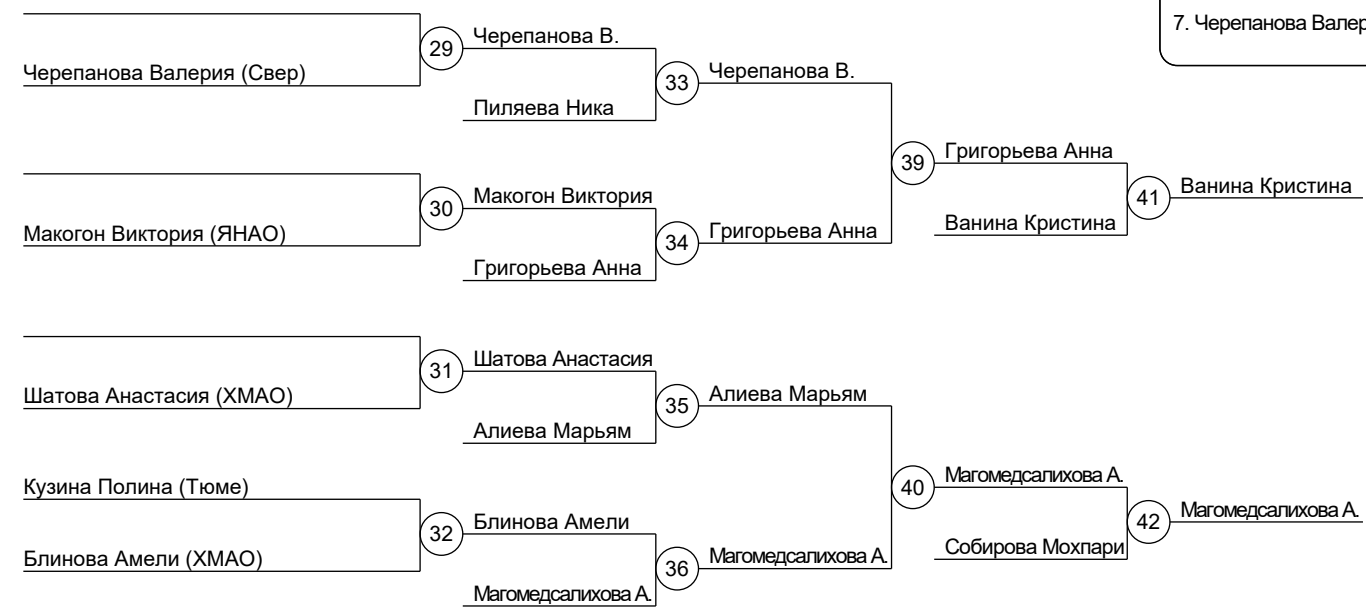 7. Черепанова Валер
29
Черепанова В.
Черепанова Валерия (Свер)
33
Черепанова В.
Пиляева Ника
39
Григорьева Анна
30
Макогон Виктория
41
Ванина Кристина
Макогон Виктория (ЯНАО)
34
Григорьева Анна
Ванина Кристина
Григорьева Анна
31
Шатова Анастасия
Шатова Анастасия (ХМАО)
35
Алиева Марьям
Алиева Марьям
Кузина Полина (Тюме)
40
Магомедсалихова А.
32
Блинова Амели
42
Магомедсалихова А.
Блинова Амели (ХМАО)
36
Магомедсалихова А.
Собирова Мохпари
Магомедсалихова А.